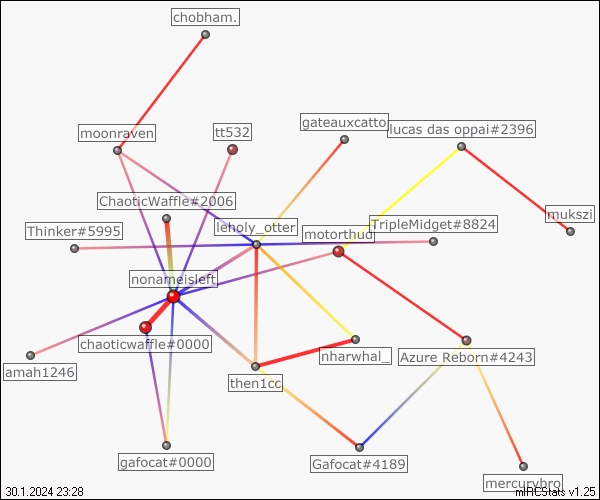 chobham.
moonraven
tt532
gateauxcatto
lucas das oppai#2396
ChaoticWaffle#2006
Thinker#5995
leholy_otter
motorthud
TripleMidget#8824
mukszi
nonameisleft
chaoticwaffle#0000
amah1246
then1cc
nharwhal_
Azure Reborn#4243
gafocat#0000
Gafocat#4189
mercurybro
30.1.2024 23:28
mIRCStats v1.25